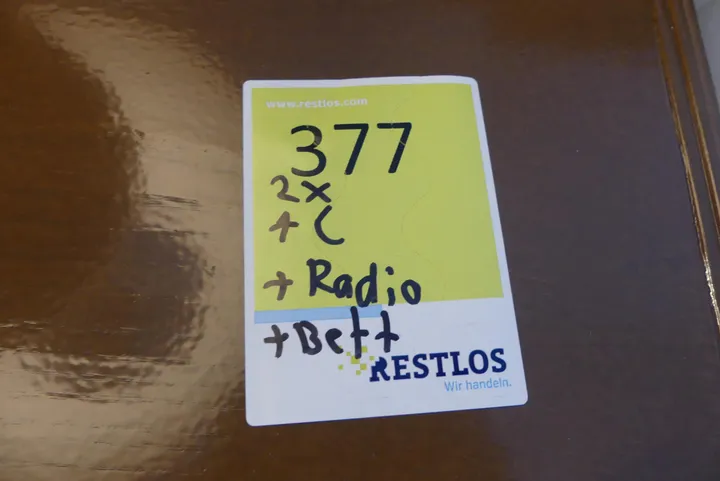 www.restlos.com
377
2x
+ C
+ Radio
+ Bett
RESTLOS
Wir handeln.